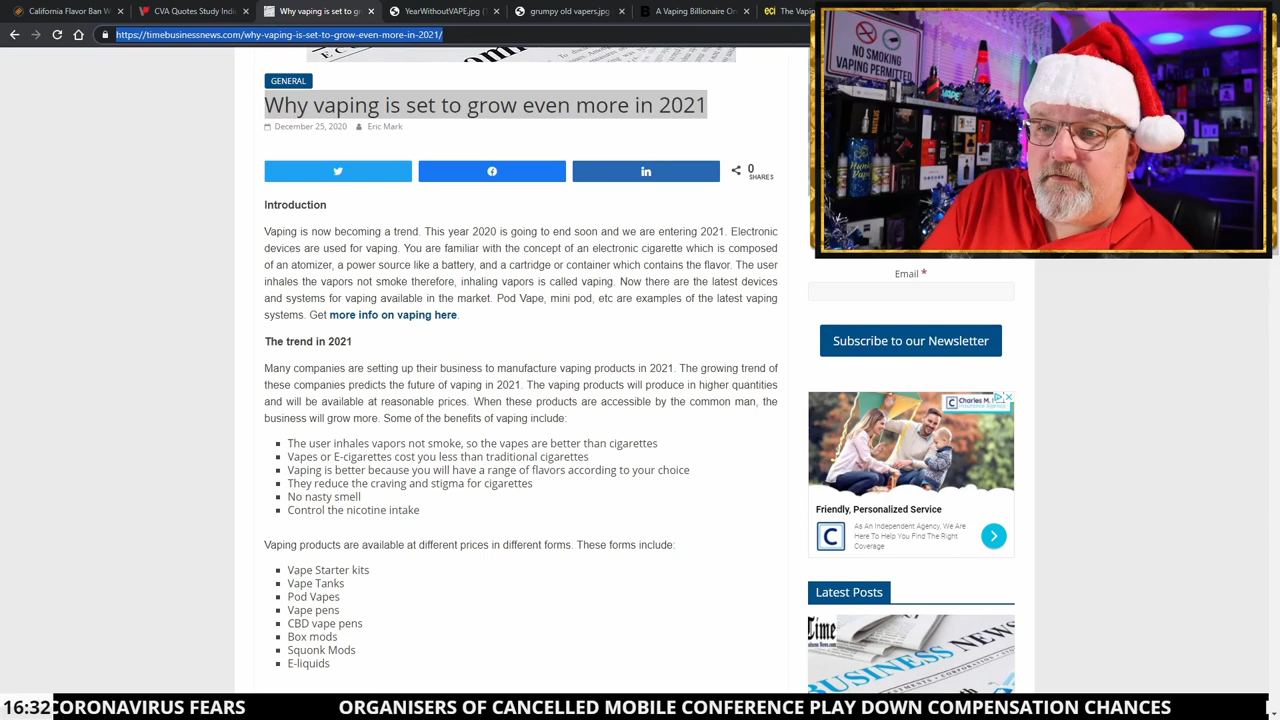 California Flavor Ban W
CVA Quotes Study Indi
Why vaping is set to g
YearWithoutVAPE.jpg (
grumpy old vapers.jpg
A Vaping Billionaire On
The Vapi
https://timebusinessnews.com/why-vaping-is-set-to-grow-even-more-in-2021/
NO SMOKING
VAPING PERMITTED
GENERAL
Why vaping is set to grow even more in 2021
December 25, 2020 Eric Mark
0
SHARES
Introduction
Vaping is now becoming a trend. This year 2020 is going to end soon and we are entering 2021. Electronic
devices are used for vaping. You are familiar with the concept of an electronic cigarette which is composed
of an atomizer, a power source like a battery, and a cartridge or container which contains the flavor. The user
inhales the vapors not smoke therefore, inhaling vapors is called vaping. Now there are the latest devices
and systems for vaping available in the market. Pod Vape, mini pod, etc are examples of the latest vaping
systems. Get more info on vaping here.
The trend in 2021
Many companies are setting up their business to manufacture vaping products in 2021. The growing trend of
these companies predicts the future of vaping in 2021. The vaping products will produce in higher quantities
and will be available at reasonable prices. When these products are accessible by the common man, the
business will grow more. Some of the benefits of vaping include:
The user inhales vapors not smoke, so the vapes are better than cigarettes
Vapes or E-cigarettes cost you less than traditional cigarettes
Vaping is better because you will have a range of flavors according to your choice
They reduce the craving and stigma for cigarettes
No nasty smell
Control the nicotine intake
Vaping products are available at different prices in different forms. These forms include:
Vape Starter kits
Vape Tanks
Pod Vapes
Vape pens
CBD vape pens
Box mods
Squonk Mods
E-liquids
Email *
Subscribe to our Newsletter
Charles M.
Insurance Agency
Friendly, Personalized Service
As An Independent Agency, We Are
Here To Help You Find The Right
Coverage
Latest Posts
Time
BUSINESS NEWS
16:32 CORONAVIRUS FEARS ORGANISERS OF CANCELLED MOBILE CONFERENCE PLAY DOWN COMPENSATION CHANCES